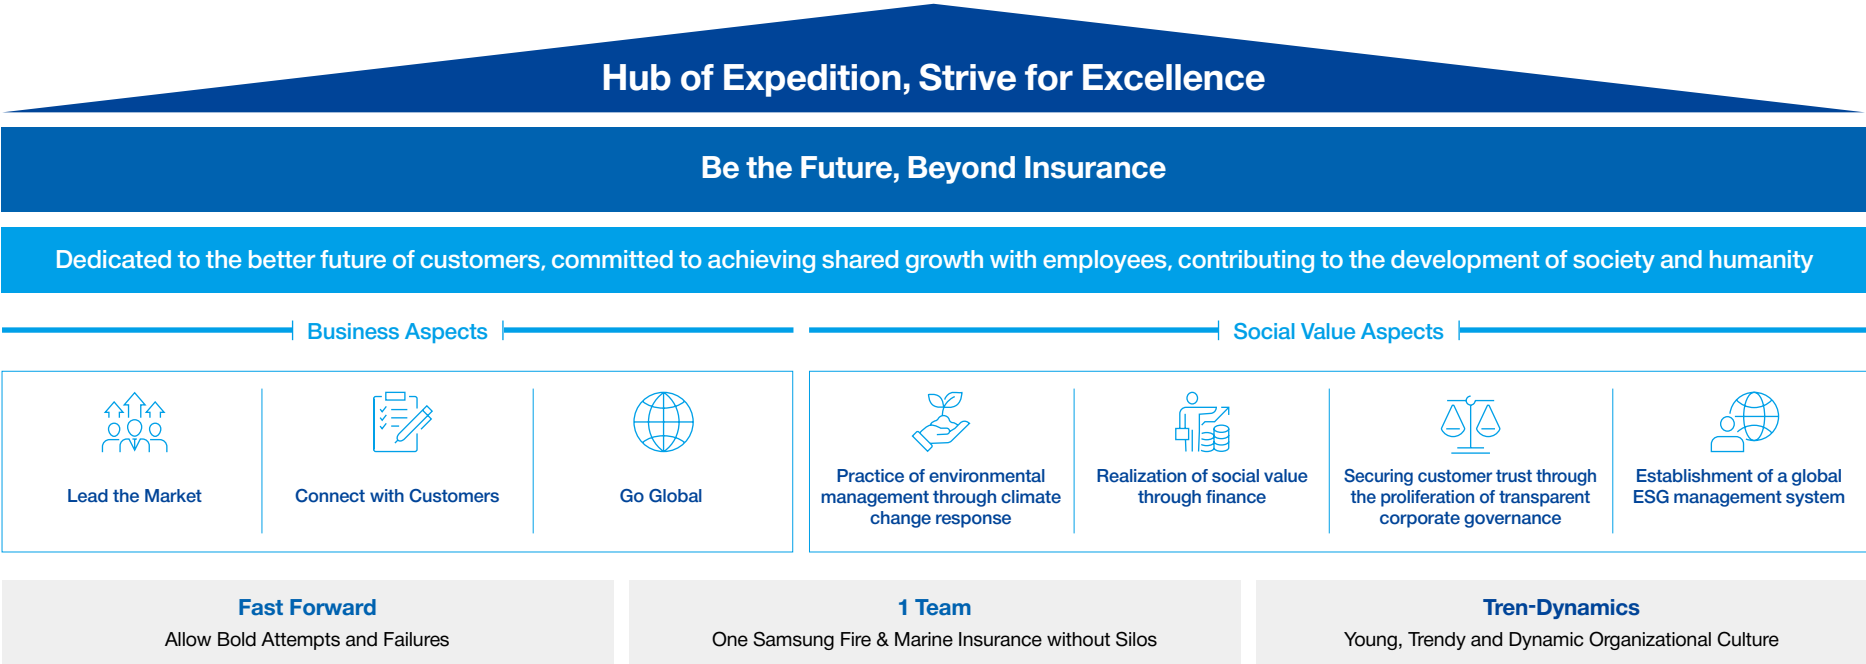 Hub of Expedition, Strive for Excellence
Be the Future, Beyond Insurance
Dedicated to the better future of customers, committed to achieving shared growth with employees, contributing to the development of society and humanity
Business Aspects
Lead the Market
Connect with Customers
Go Global
Social Value Aspects
Practice of environmental
management through climate
change response
Realization of social value
through finance
Securing customer trust through
the proliferation of transparent
corporate governance
Establishment of a global
ESG management system
Fast Forward
Allow Bold Attempts and Failures
1 Team
One Samsung Fire & Marine Insurance without Silos
Tren-Dynamics
Young, Trendy and Dynamic Organizational Culture